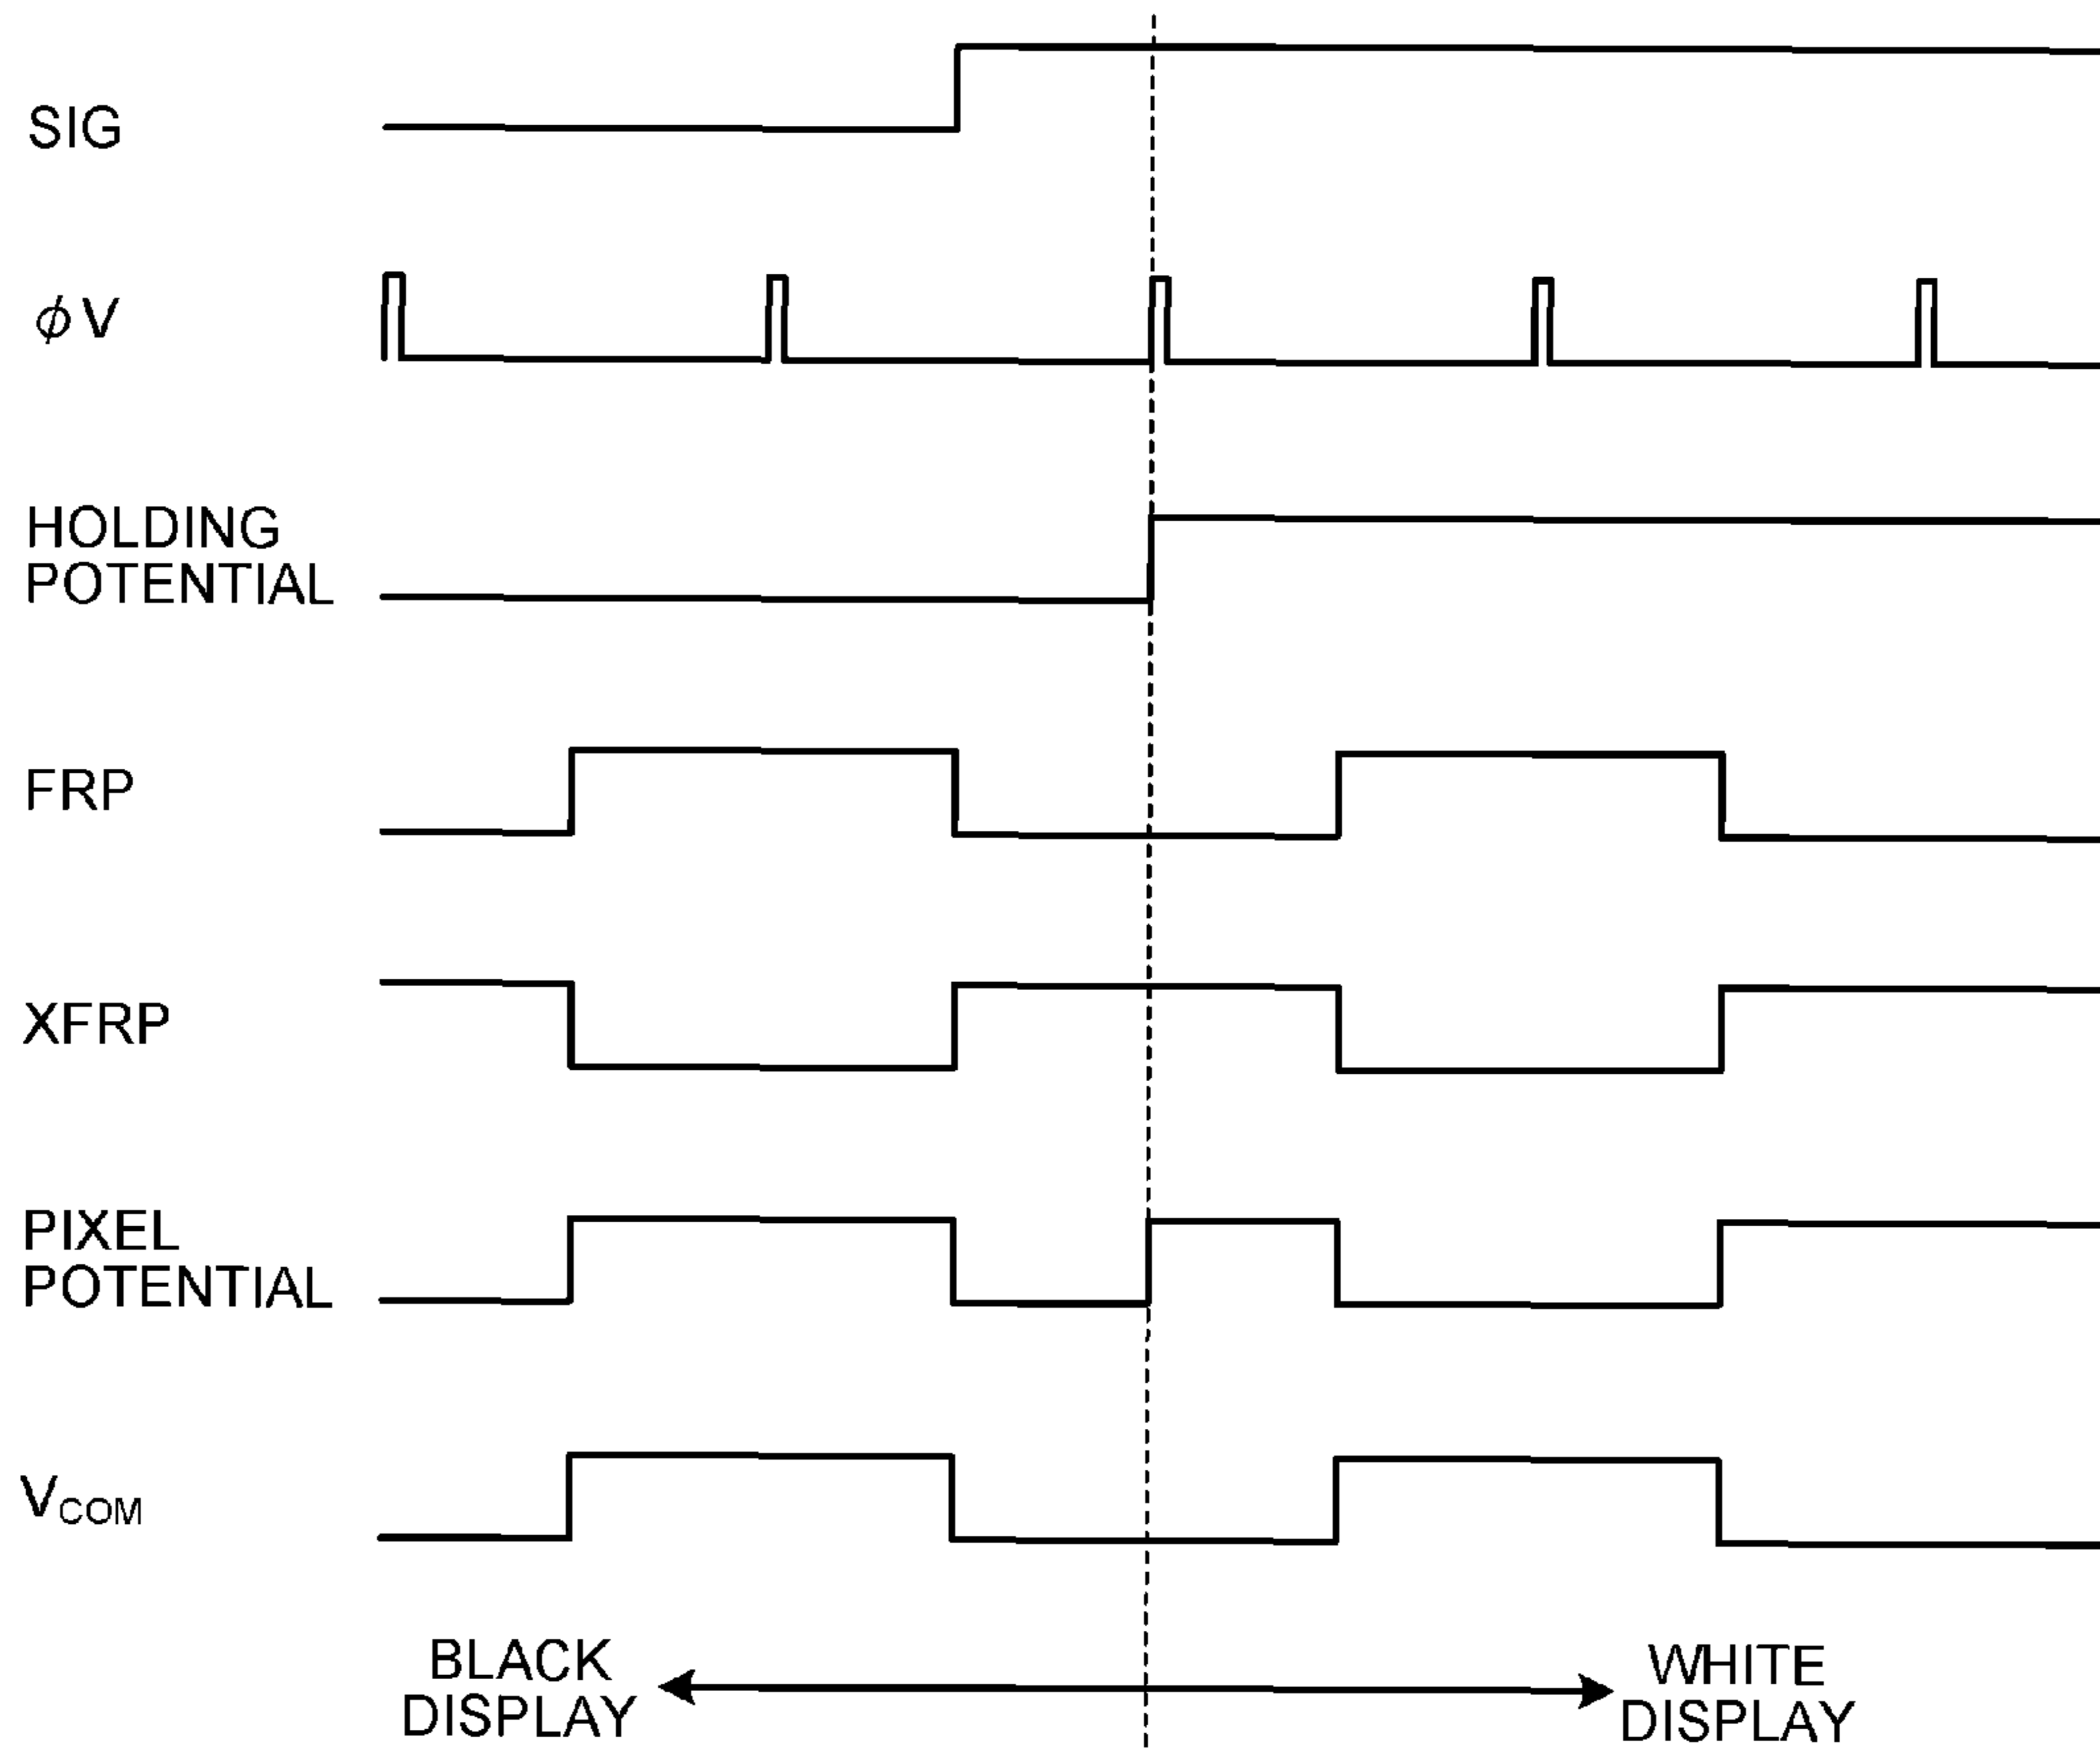 SIG
ϕV
HOLDING
POTENTIAL
FRP
XFRP
PIXEL
POTENTIAL
VCOM
BLACK
DISPLAY
WHITE
DISPLAY